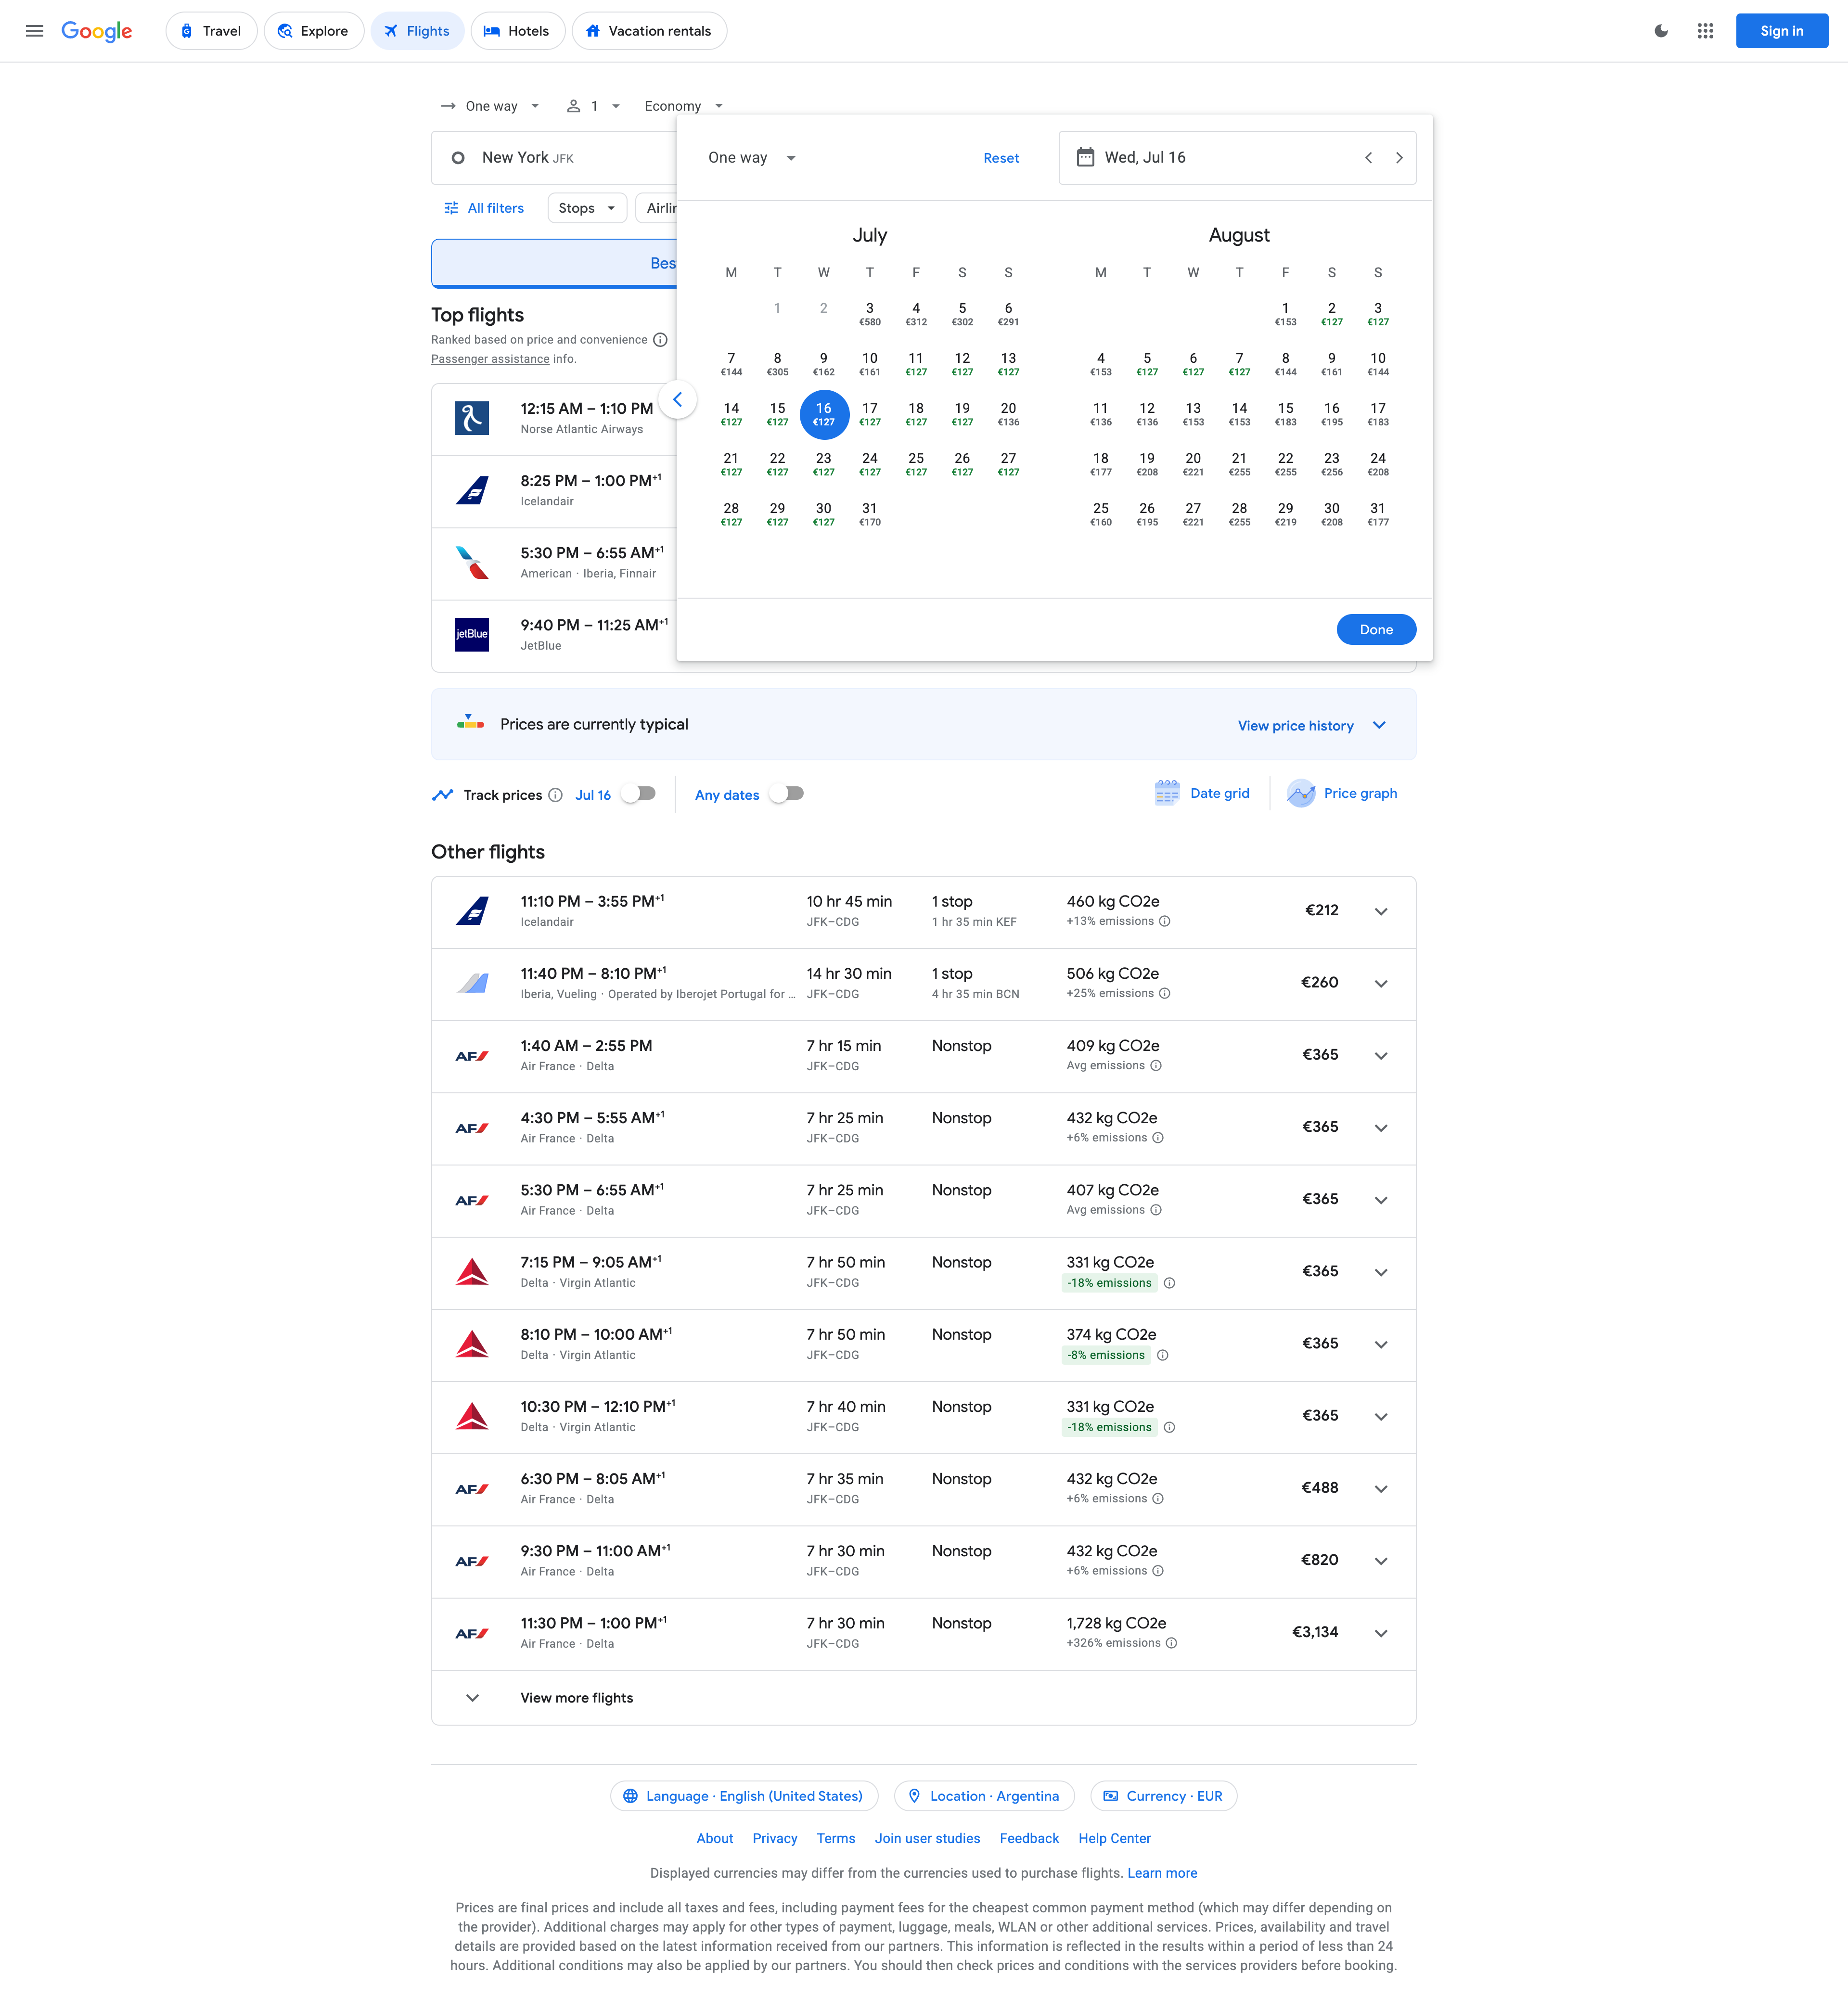 Google
Travel
Explore
Flights
Hotels
Vacation rentals
Sign in
One way
1
Economy
New York JFK
One way
Reset
Wed, Jul 16
All filters
Stops
July
August
M T W T F S S
M T W T F S S
1 2 3 4 5 6
€580 €312 €302 €291
1 2 3
€153 €127 €127
7 8 9 10 11 12 13
€144 €305 €162 €161 €127 €127 €127
4 5 6 7 8 9 10
€153 €127 €127 €127 €144 €161 €144
14 15 16 17 18 19 20
€127 €127 €127 €127 €127 €127 €136
11 12 13 14 15 16 17
€136 €136 €153 €153 €183 €195 €183
21 22 23 24 25 26 27
€127 €127 €127 €127 €127 €127 €127
18 19 20 21 22 23 24
€177 €208 €221 €255 €255 €256 €208
28 29 30 31
€127 €127 €127 €170
25 26 27 28 29 30 31
€160 €195 €221 €255 €219 €208 €177
Done
Top flights
Ranked based on price and convenience
Passenger assistance info.
12:15 AM – 1:10 PM
Norse Atlantic Airways
8:25 PM – 1:00 PM+1
Icelandair
5:30 PM – 6:55 AM+1
American · Iberia, Finnair
jetBlue
9:40 PM – 11:25 AM+1
JetBlue
Prices are currently typical
View price history
Track prices
Jul 16
Any dates
Date grid
Price graph
Other flights
11:10 PM – 3:55 PM+1 10 hr 45 min 1 stop 460 kg CO2e €212
Icelandair JFK–CDG 1 hr 35 min KEF +13% emissions
11:40 PM – 8:10 PM+1 14 hr 30 min 1 stop 506 kg CO2e €260
Iberia, Vueling · Operated by Iberojet Portugal for ... JFK–CDG 4 hr 35 min BCN +25% emissions
AF 1:40 AM – 2:55 PM 7 hr 15 min Nonstop 409 kg CO2e €365
Air France · Delta JFK–CDG Avg emissions
AF 4:30 PM – 5:55 AM+1 7 hr 25 min Nonstop 432 kg CO2e €365
Air France · Delta JFK–CDG +6% emissions
AF 5:30 PM – 6:55 AM+1 7 hr 25 min Nonstop 407 kg CO2e €365
Air France · Delta JFK–CDG Avg emissions
7:15 PM – 9:05 AM+1 7 hr 50 min Nonstop 331 kg CO2e €365
Delta · Virgin Atlantic JFK–CDG -18% emissions
8:10 PM – 10:00 AM+1 7 hr 50 min Nonstop 374 kg CO2e €365
Delta · Virgin Atlantic JFK–CDG -8% emissions
10:30 PM – 12:10 PM+1 7 hr 40 min Nonstop 331 kg CO2e €365
Delta · Virgin Atlantic JFK–CDG -18% emissions
AF 6:30 PM – 8:05 AM+1 7 hr 35 min Nonstop 432 kg CO2e €488
Air France · Delta JFK–CDG +6% emissions
AF 9:30 PM – 11:00 AM+1 7 hr 30 min Nonstop 432 kg CO2e €820
Air France · Delta JFK–CDG +6% emissions
AF 11:30 PM – 1:00 PM+1 7 hr 30 min Nonstop 1,728 kg CO2e €3,134
Air France · Delta JFK–CDG +326% emissions
View more flights
Language · English (United States)
Location · Argentina
Currency · EUR
About Privacy Terms Join user studies Feedback Help Center
Displayed currencies may differ from the currencies used to purchase flights. Learn more
Prices are final prices and include all taxes and fees, including payment fees for the cheapest common payment method (which may differ depending on
the provider). Additional charges may apply for other types of payment, luggage, meals, WLAN or other additional services. Prices, availability and travel
details are provided based on the latest information received from our partners. This information is reflected in the results within a period of less than 24
hours. Additional conditions may also be applied by our partners. You should then check prices and conditions with the services providers before booking.